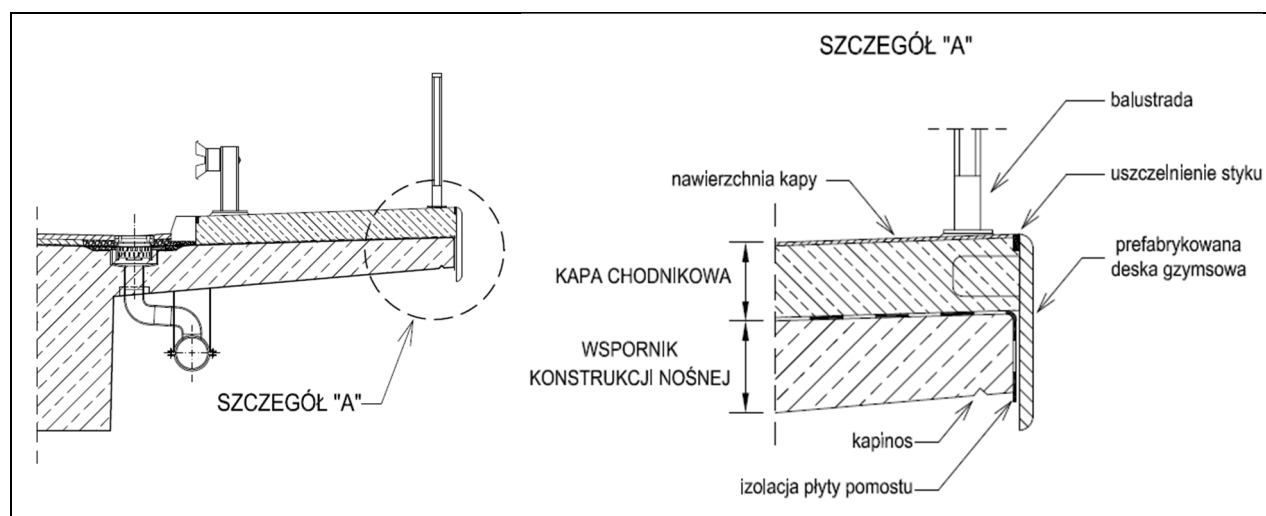 SZCZEGÓŁ "A"
SZCZEGÓŁ "A"
balustrada
nawierzchnia kapy
uszczelnienie styku
prefabrykowana
deska gzymsowa
KAPA CHODNIKOWA
WSPORNIK
KONSTRUKCJI NOŚNEJ
kapinos
izolacja płyty pomostu